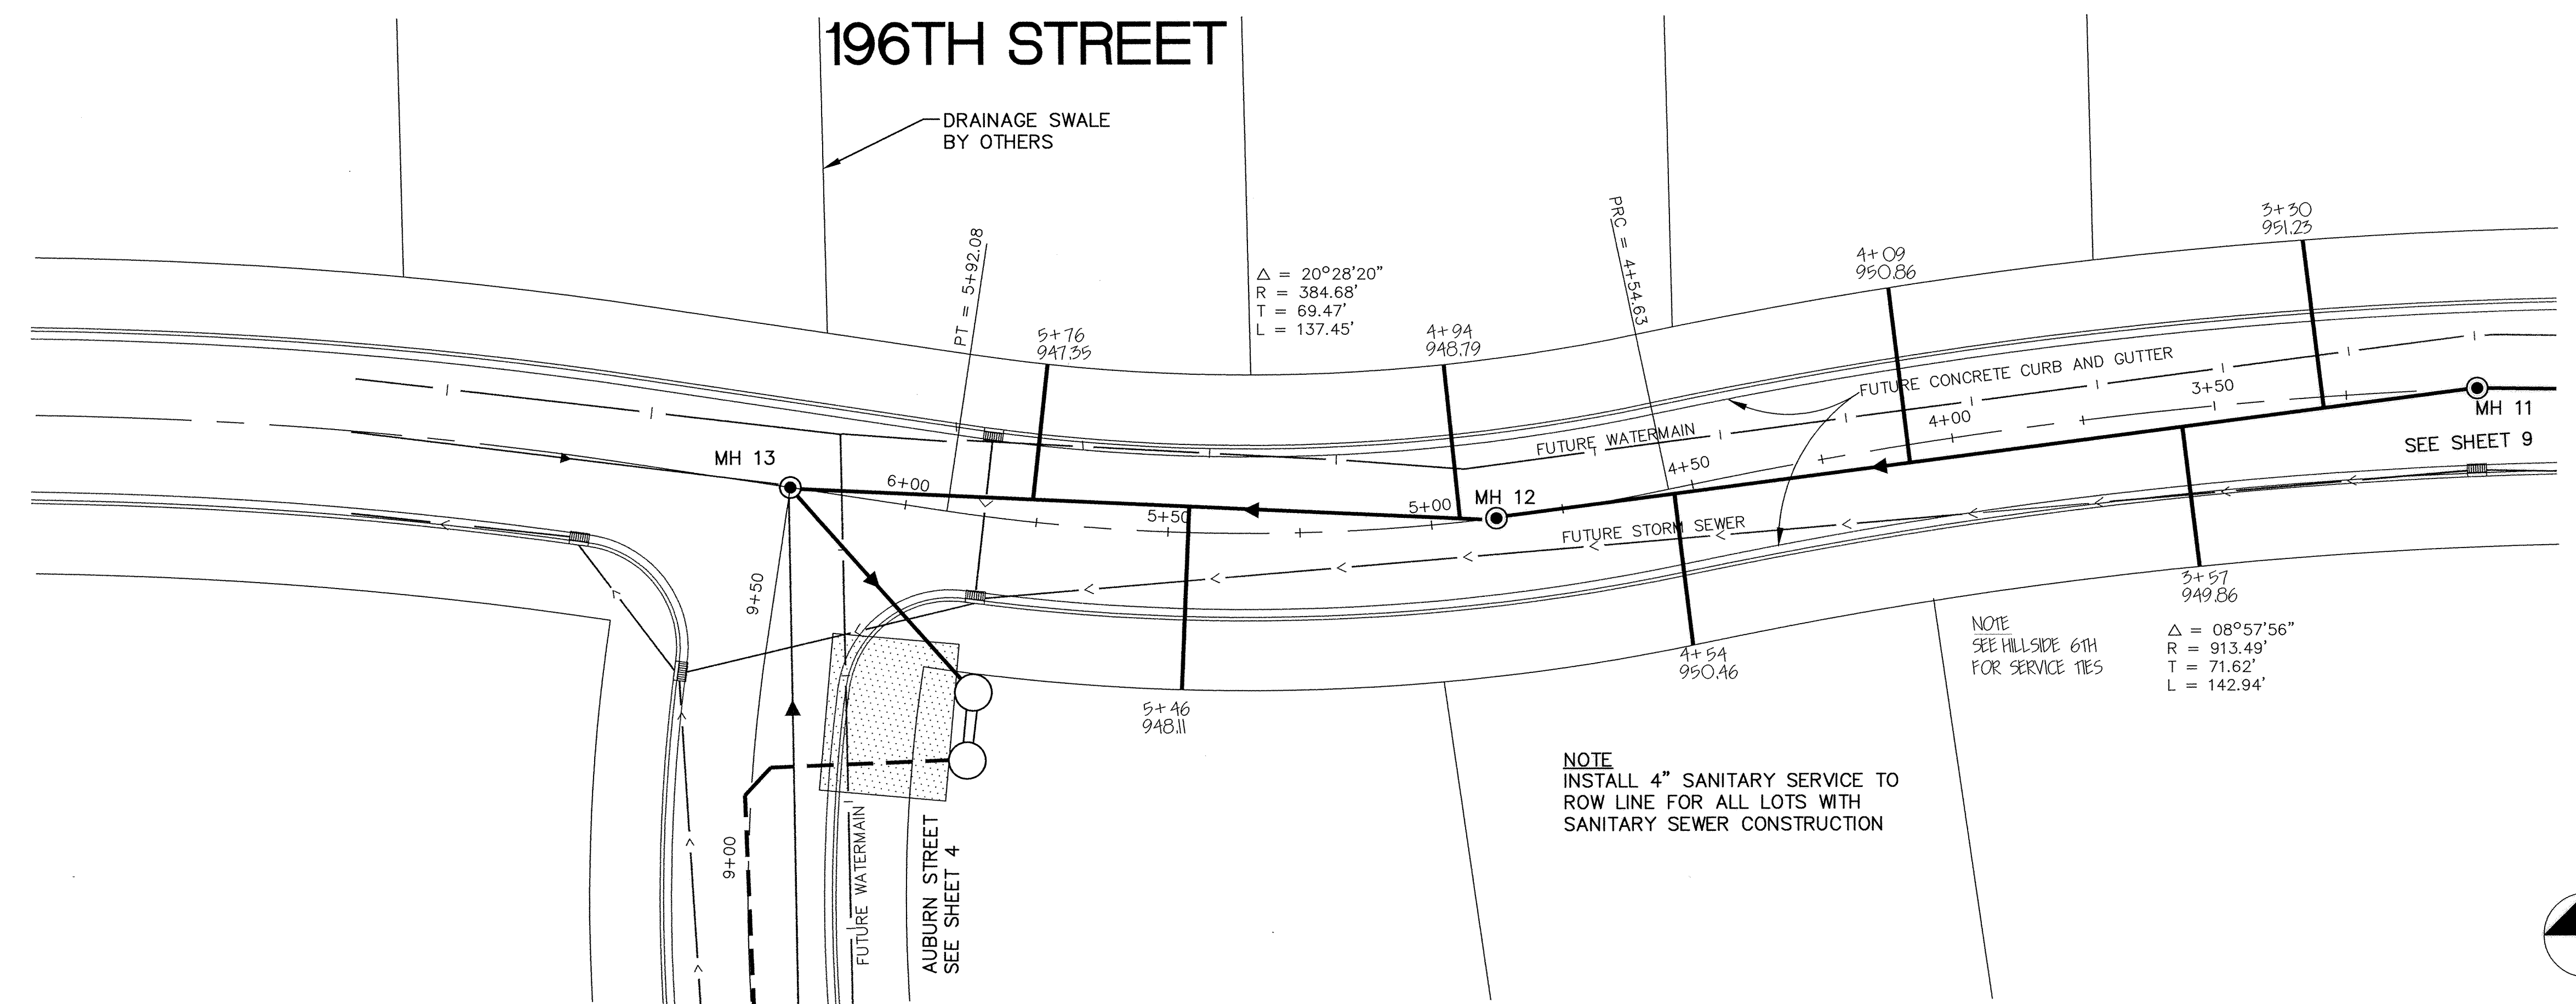 196TH STREET
DRAINAGE SWALE
BY OTHERS
PT = 5+92.08
Δ = 20°28'20"
R = 384.68'
T = 69.47'
L = 137.45'
PRC = 4+54.63
3+30
951.23
4+09
950.86
5+76
947.35
4+94
948.79
FUTURE CONCRETE CURB AND GUTTER
3+50
4+00
MH 11
SEE SHEET 9
FUTURE WATERMAIN
4+50
MH 13
6+00
5+50
5+00
MH 12
FUTURE STORM SEWER
9+50
3+57
949.86
NOTE
SEE HILLSIDE 6TH
FOR SERVICE TIES
Δ = 08°57'56"
R = 913.49'
T = 71.62'
L = 142.94'
4+54
950.46
5+46
948.11
NOTE
INSTALL 4" SANITARY SERVICE TO
ROW LINE FOR ALL LOTS WITH
SANITARY SEWER CONSTRUCTION
9+00
FUTURE WATERMAIN
AUBURN STREET
SEE SHEET 4